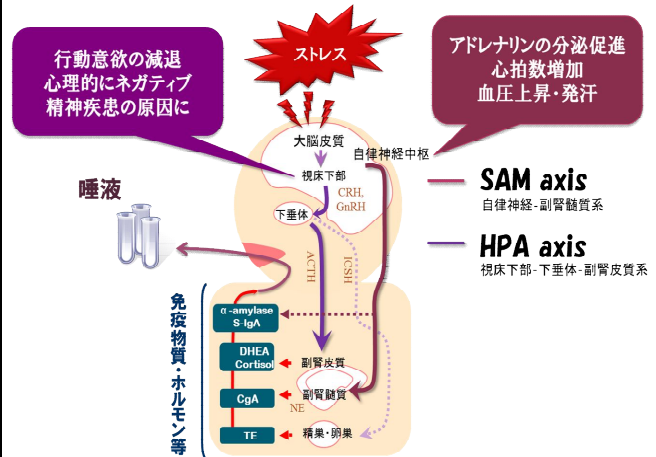 行動意欲の減退
心理的にネガティブ
精神疾患の原因に
ストレス
アドレナリンの分泌促進
心拍数増加
血圧上昇・発汗
大脳皮質
自律神経中枢
視床下部
CRH,
GnRH
下垂体
ACTH
ICSH
唾液
SAM axis
自律神経-副腎髄質系
HPA axis
視床下部-下垂体-副腎皮質系
免疫物質・ホルモン等
α-amylase
S-IgA
DHEA
Cortisol
副腎皮質
CgA
副腎髄質
NE
TE
精巣・卵巣